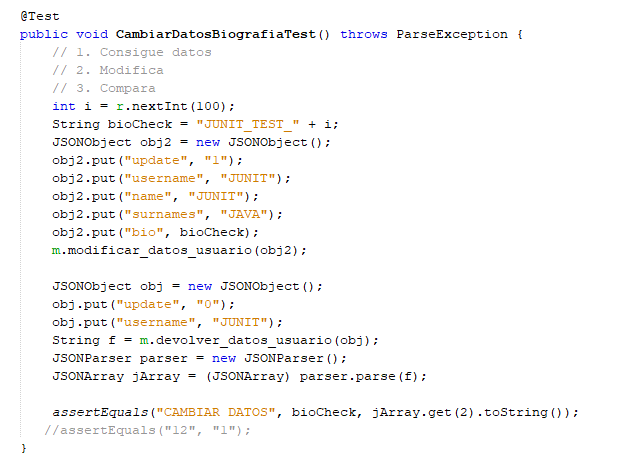 @Test
public void CambiarDatosBiografiaTest() throws ParseException {
// 1. Consigue datos
// 2. Modifica
// 3. Compara
int i = r.nextInt(100);
String bioCheck = "JUNIT_TEST_" + i;
JSONObject obj2 = new JSONObject();
obj2.put("update", "1");
obj2.put("username", "JUNIT");
obj2.put("name", "JUNIT");
obj2.put("surnames", "JAVA");
obj2.put("bio", bioCheck);
m.modificar_datos_usuario(obj2);
JSONObject obj = new JSONObject();
obj.put("update", "0");
obj.put("username", "JUNIT");
String f = m.devolver_datos_usuario(obj);
JSONParser parser = new JSONParser();
JSONArray jArray = (JSONArray) parser.parse(f);
assertEquals("CAMBIAR DATOS", bioCheck, jArray.get(2).toString());
//assertEquals("12", "1");
}